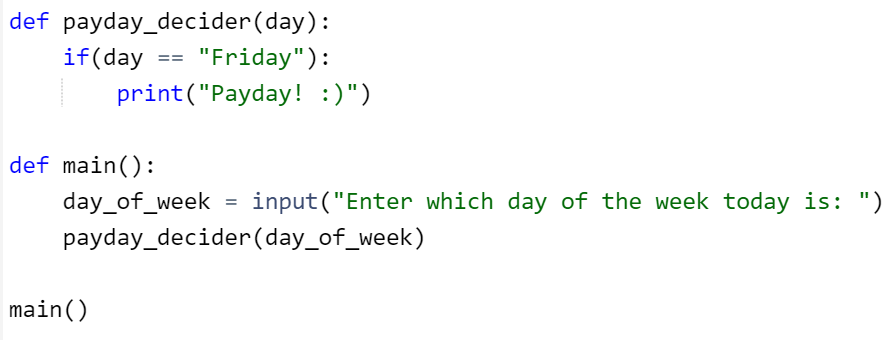 def payday_decider(day):
    if(day == "Friday"):
        print("Payday! :)")

def main():
    day_of_week = input("Enter which day of the week today is: ")
    payday_decider(day_of_week)

main()